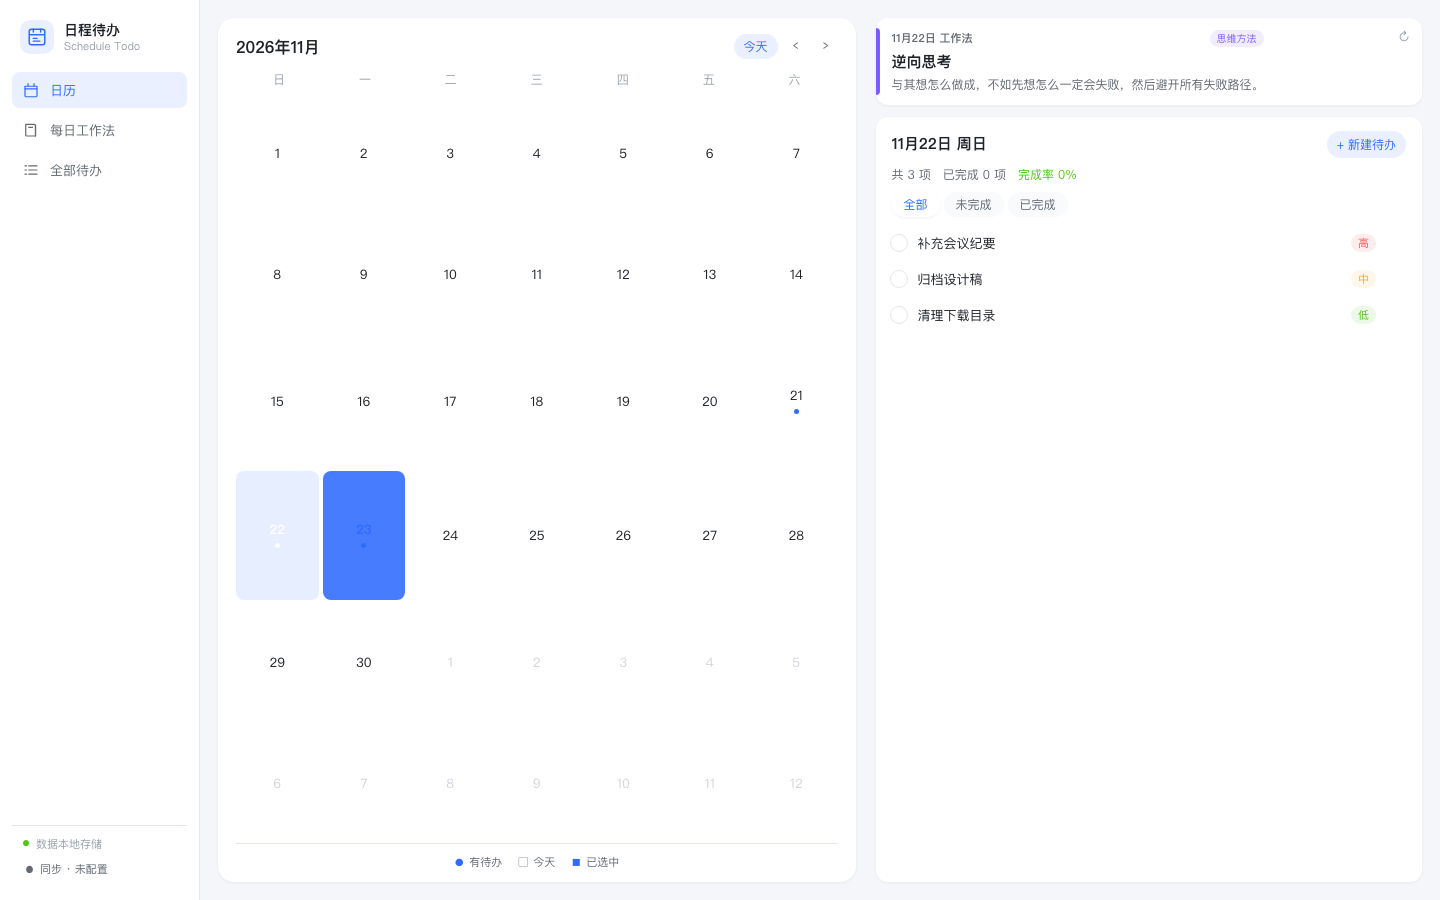 日程待办
Schedule Todo
日历
每日工作法
全部待办
数据本地存储
同步 · 未配置
2026年11月
今天
日 一 二 三 四 五 六
1 2 3 4 5 6 7
8 9 10 11 12 13 14
15 16 17 18 19 20 21
22 23 24 25 26 27 28
29 30 1 2 3 4 5
6 7 8 9 10 11 12
有待办 今天 已选中
11月22日 工作法 思维方法
逆向思考
与其想怎么做成，不如先想怎么一定会失败，然后避开所有失败路径。
11月22日 周日
+ 新建待办
共 3 项 已完成 0 项 完成率 0%
全部 未完成 已完成
补充会议纪要 高
归档设计稿 中
清理下载目录 低